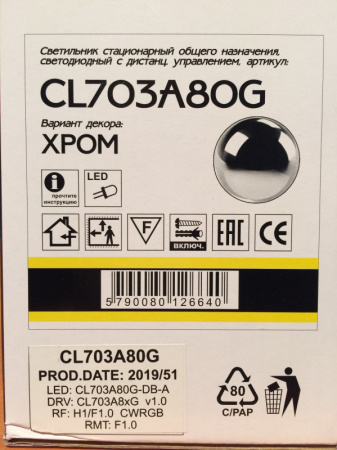 Светильник стационарный общего назначения,
светодиодный с дистанц. управлением, артикул:
CL703A80G
Вариант декора:
ХРОМ
прочтите
инструкцию
LED
F
ВКЛЮЧ.
EAC
CE
5 790080 126640
CL703A80G
PROD.DATE: 2019/51
LED: CL703A80G-DB-A
DRV: CL703A8xG v1.0
RF: H1/F1.0 CWRGB
RMT: F1.0
80
C/PAP